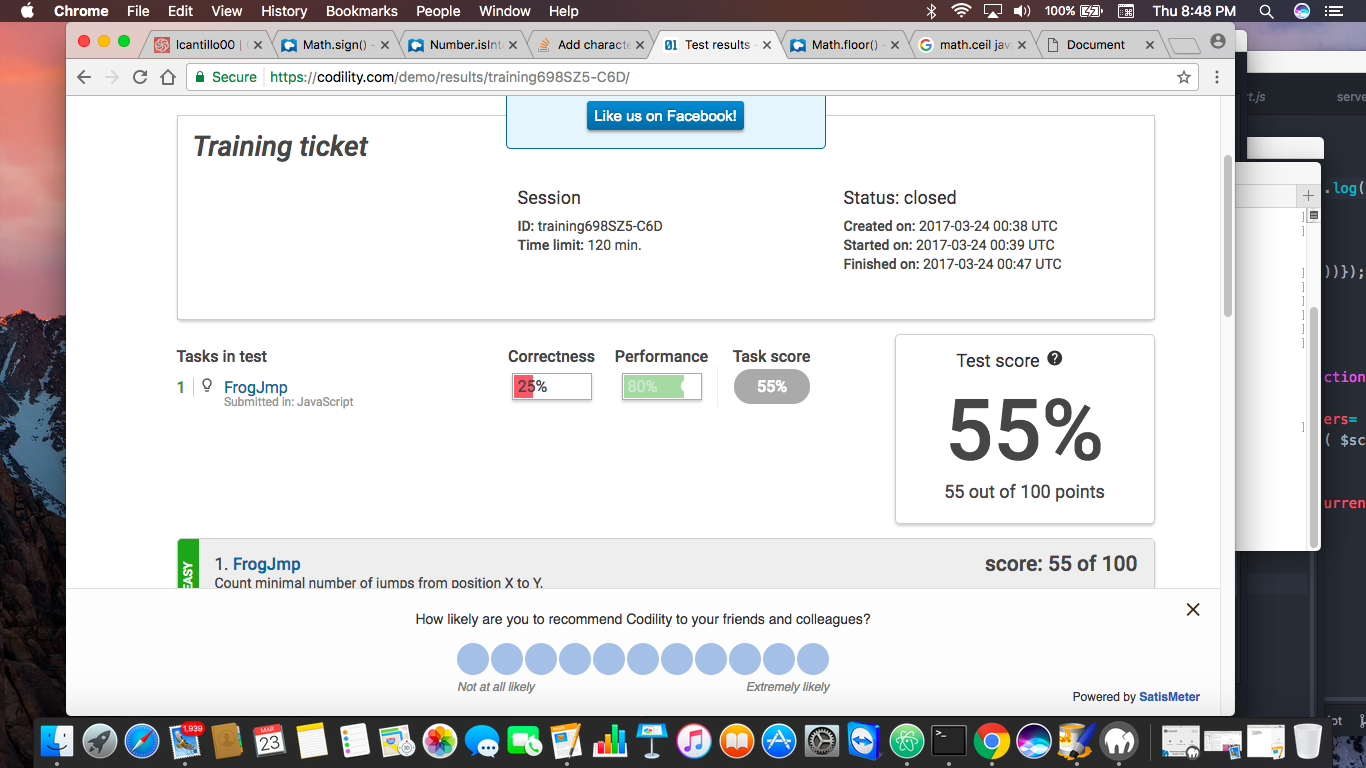 Chrome File Edit View History Bookmarks People Window Help 100% Thu 8:48 PM
lcantillo00 | Math.sign() - Number.isInt Add characte 01 Test results - Math.floor() - math.ceil jav Document
Secure https://codility.com/demo/results/training698SZ5-C6D/
Like us on Facebook!
Training ticket
Session
ID: training698SZ5-C6D
Time limit: 120 min.
Status: closed
Created on: 2017-03-24 00:38 UTC
Started on: 2017-03-24 00:39 UTC
Finished on: 2017-03-24 00:47 UTC
Tasks in test Correctness Performance Task score
1 FrogJmp 25% 80% 55%
Submitted in: JavaScript
Test score ?
55%
55 out of 100 points
EASY
1. FrogJmp score: 55 of 100
Count minimal number of jumps from position X to Y.
How likely are you to recommend Codility to your friends and colleagues?
Not at all likely Extremely likely
Powered by SatisMeter
rt.js serve
.log(
))});
ction
ers=
( $sc
urren
1,939
MAR
23
30